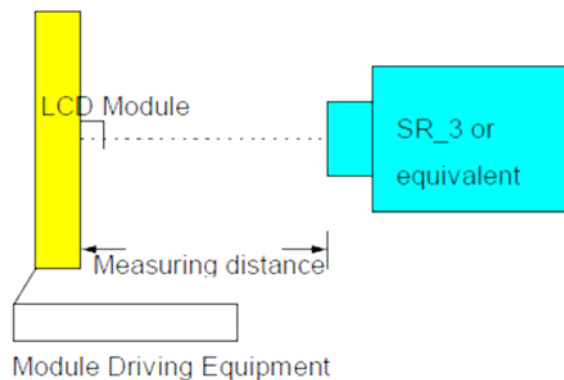 LCD Module
SR_3 or
equivalent
Measuring distance
Module Driving Equipment